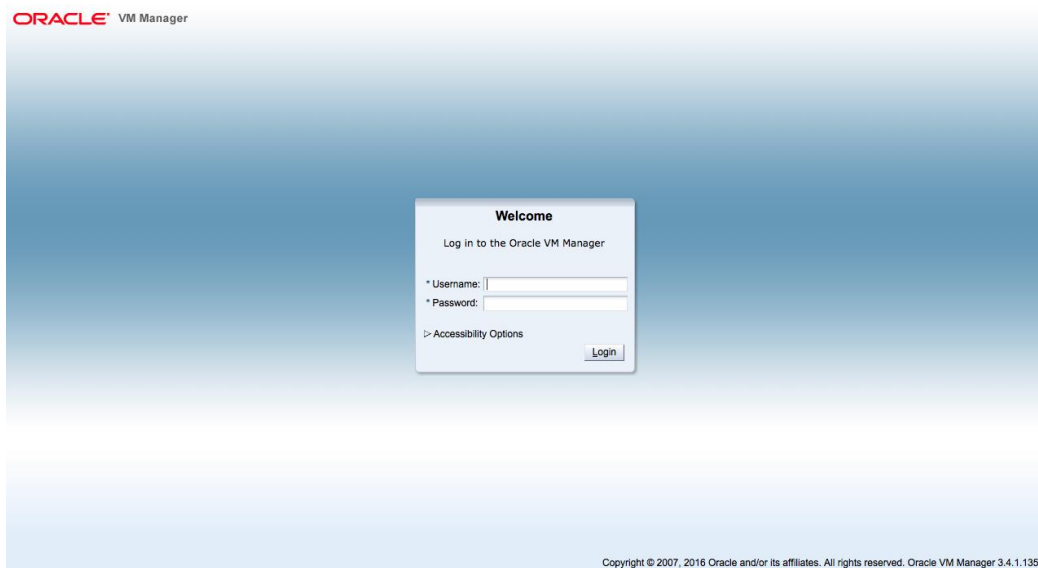 ORACLE® VM Manager
Welcome
Log in to the Oracle VM Manager
* Username:
* Password:
Accessibility Options
Login
Copyright © 2007, 2016 Oracle and/or its affiliates. All rights reserved. Oracle VM Manager 3.4.1.135